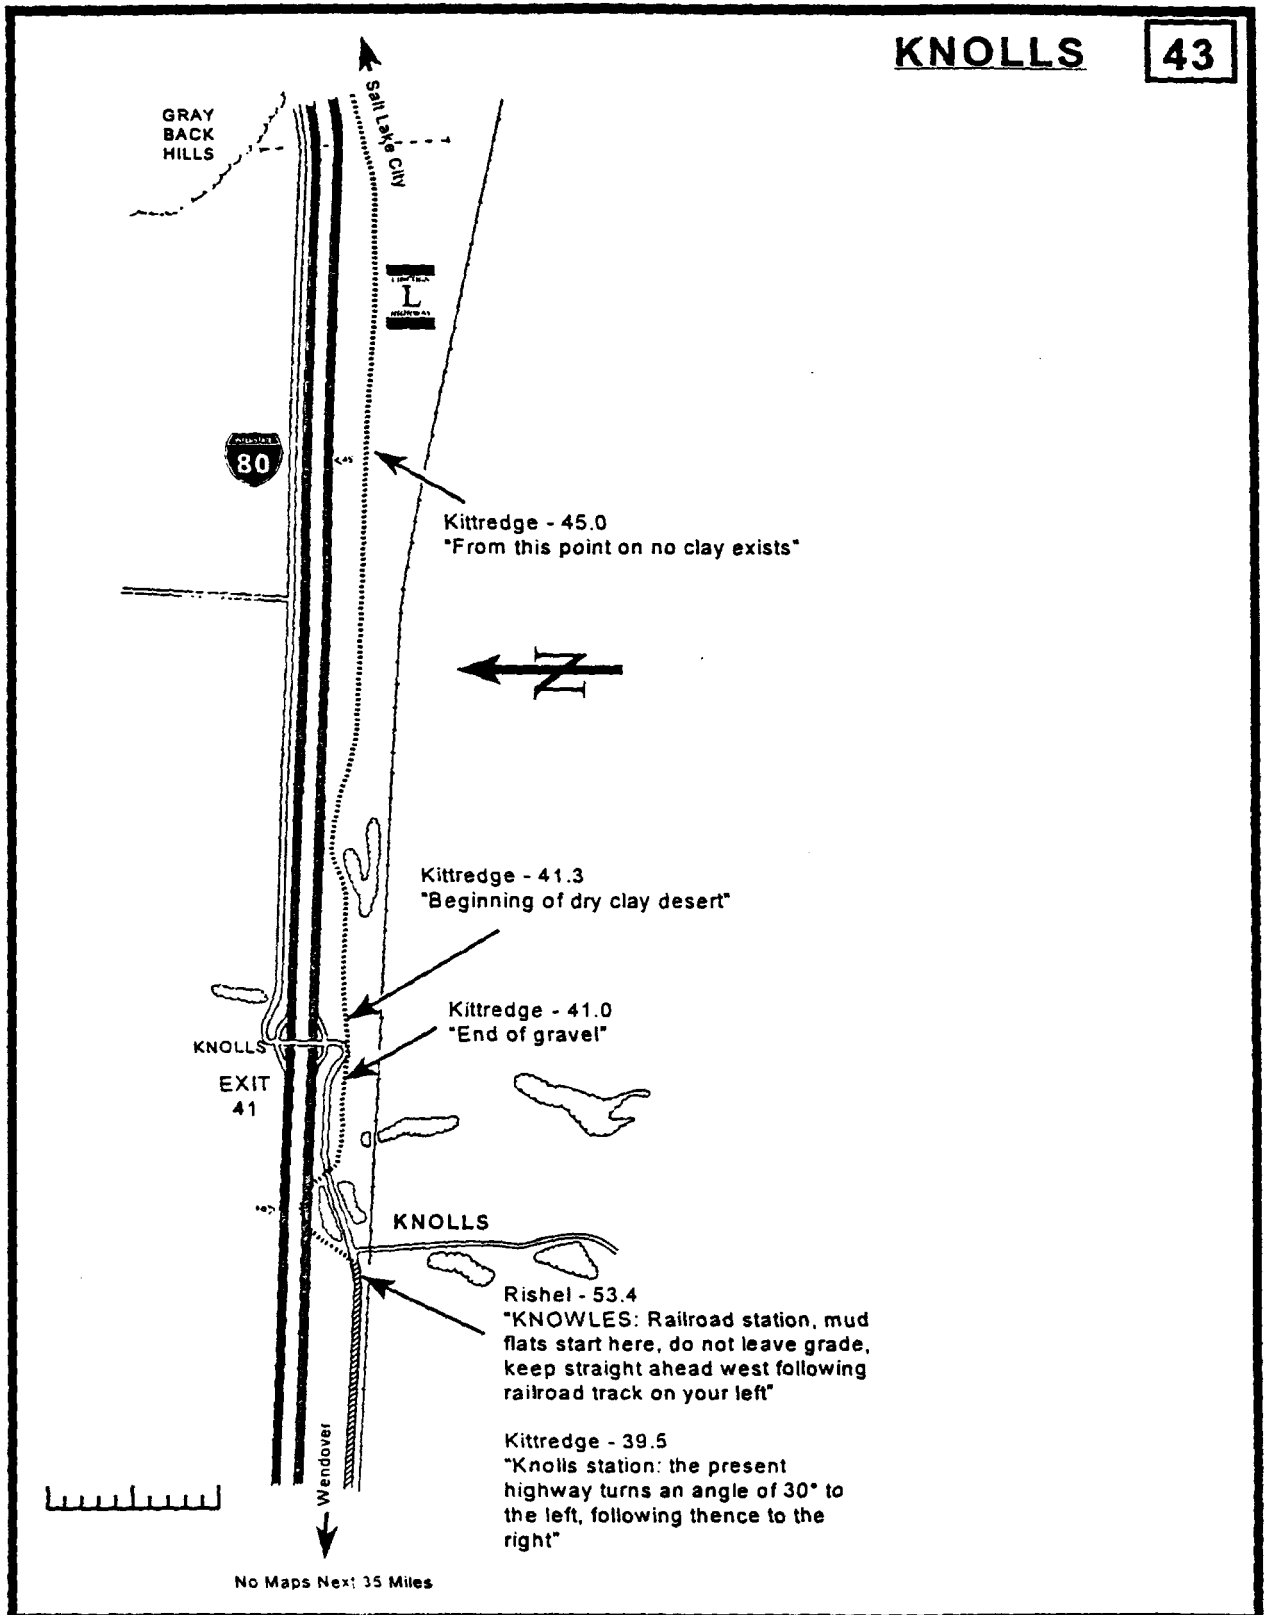 KNOLLS
43
Salt Lake City
GRAY
BACK
HILLS
L
HIGHWAY
80
45
Kittredge - 45.0
"From this point on no clay exists"
N
Kittredge - 41.3
"Beginning of dry clay desert"
Kittredge - 41.0
"End of gravel"
KNOLLS
EXIT
41
KNOLLS
Rishel - 53.4
"KNOWLES: Railroad station, mud
flats start here, do not leave grade,
keep straight ahead west following
railroad track on your left"
Kittredge - 39.5
"Knolls station: the present
highway turns an angle of 30° to
the left, following thence to the
right"
Wendover
No Maps Next 35 Miles